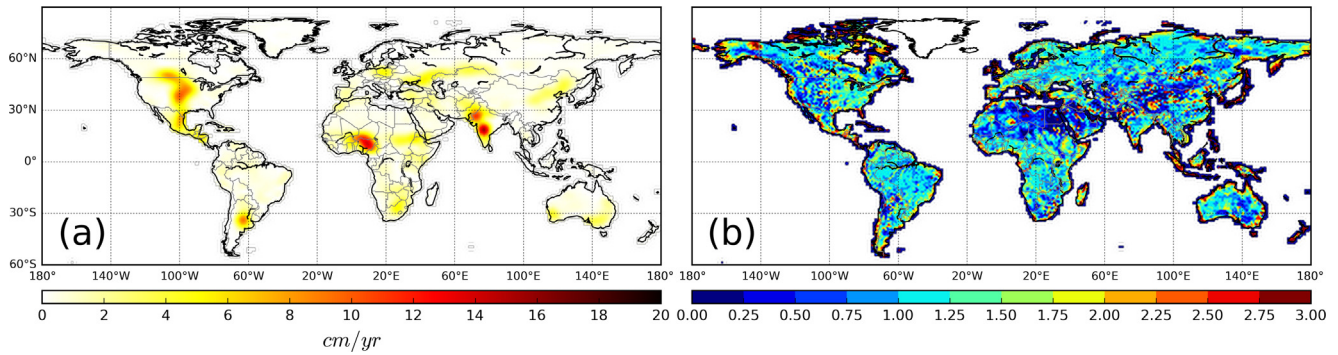 60°N
30°N
0°
30°S
60°S
(a)
(b)
180° 140°W 100°W 60°W 20°W 20°E 60°E 100°E 140°E 180°
180° 140°W 100°W 60°W 20°W 20°E 60°E 100°E 140°E 180°
0 2 4 6 8 10 12 14 16 18 20
0.00 0.25 0.50 0.75 1.00 1.25 1.50 1.75 2.00 2.25 2.50 2.75 3.00
cm/yr